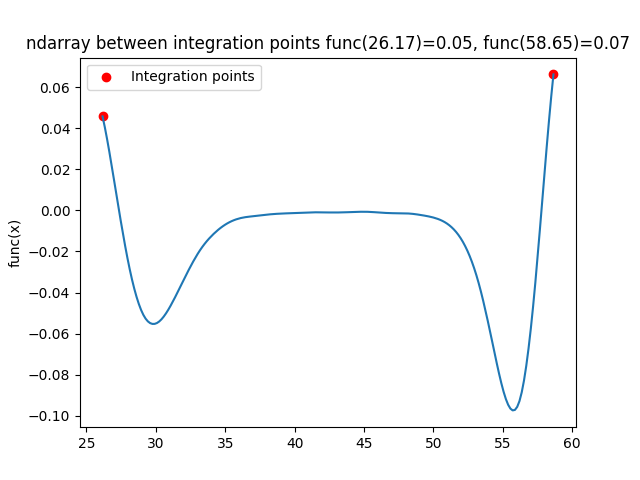 ndarray between integration points func(26.17)=0.05, func(58.65)=0.07
Integration points
func(x)
0.06
0.04
0.02
0.00
−0.02
−0.04
−0.06
−0.08
−0.10
25 30 35 40 45 50 55 60